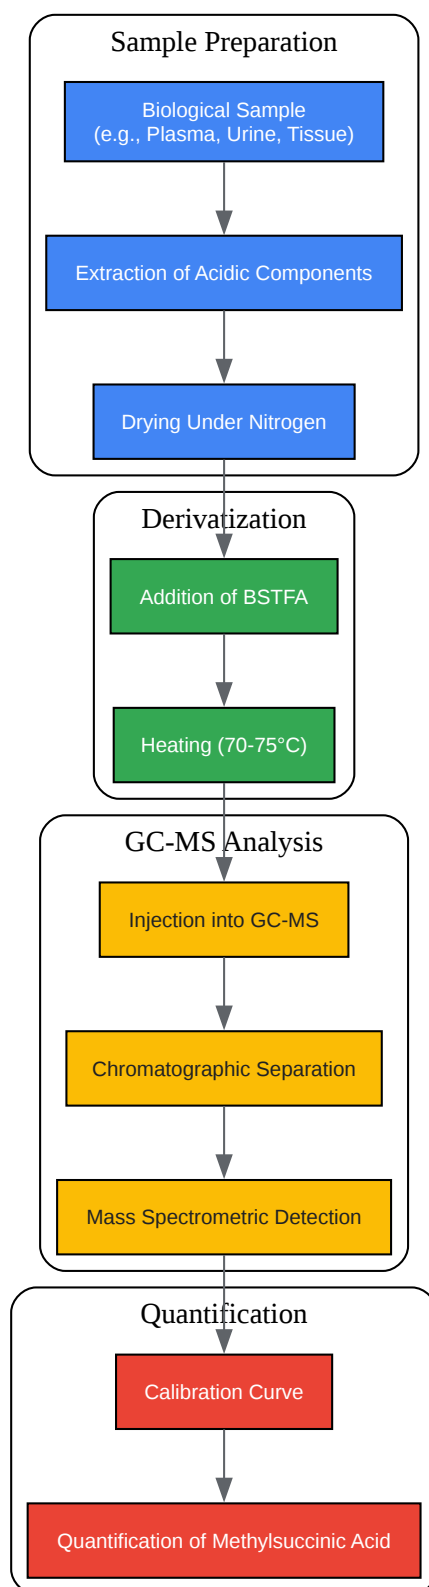 Sample Preparation
Biological Sample
(e.g., Plasma, Urine, Tissue)
Extraction of Acidic Components
Drying Under Nitrogen
Derivatization
Addition of BSTFA
Heating (70-75°C)
GC-MS Analysis
Injection into GC-MS
Chromatographic Separation
Mass Spectrometric Detection
Quantification
Calibration Curve
Quantification of Methylsuccinic Acid